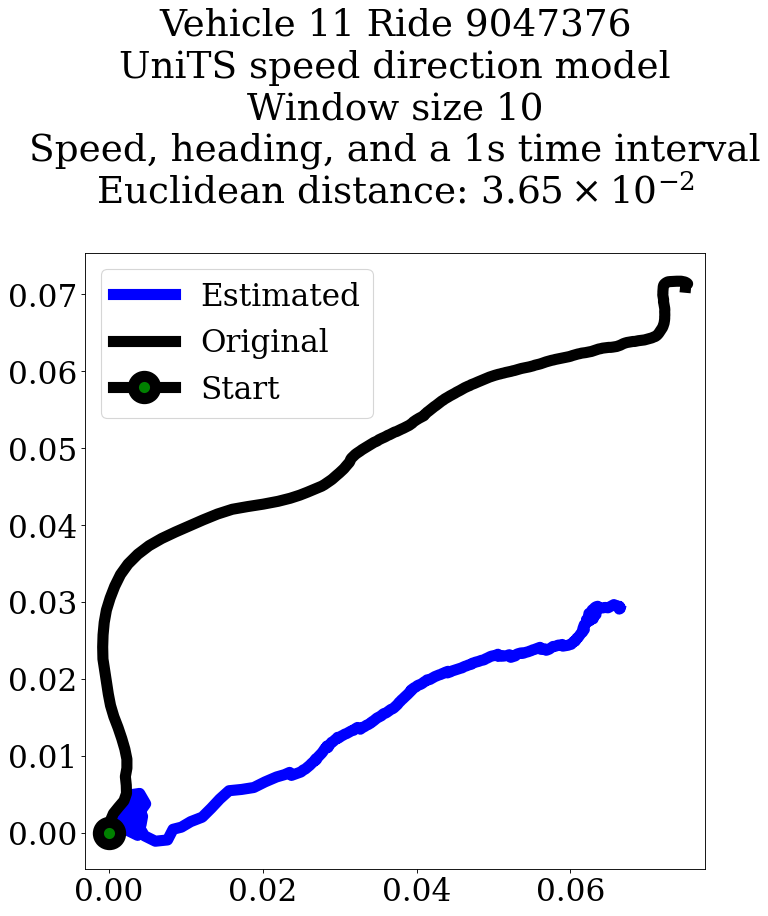 Vehicle 11 Ride 9047376
UniTS speed direction model
Window size 10
Speed, heading, and a 1s time interval
Euclidean distance: 3.65 × 10⁻²
Estimated
Original
Start
0.07
0.06
0.05
0.04
0.03
0.02
0.01
0.00
0.00 0.02 0.04 0.06